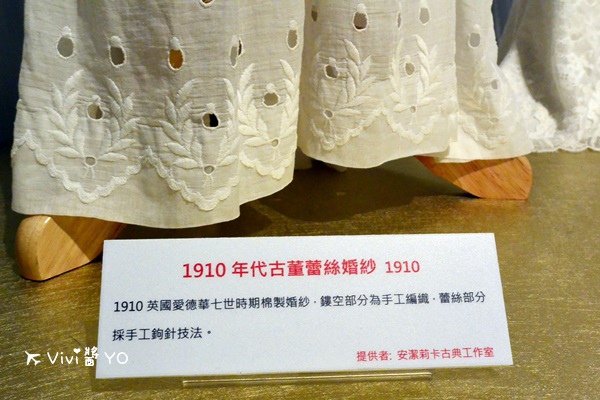 1910 年代古董蕾絲婚紗 1910
1910 英國愛德華七世時期棉製婚紗,鏤空部分為手工編織,蕾絲部分
採手工鉤針技法。
提供者: 安潔莉卡古典工作室
Vivi醬 YO